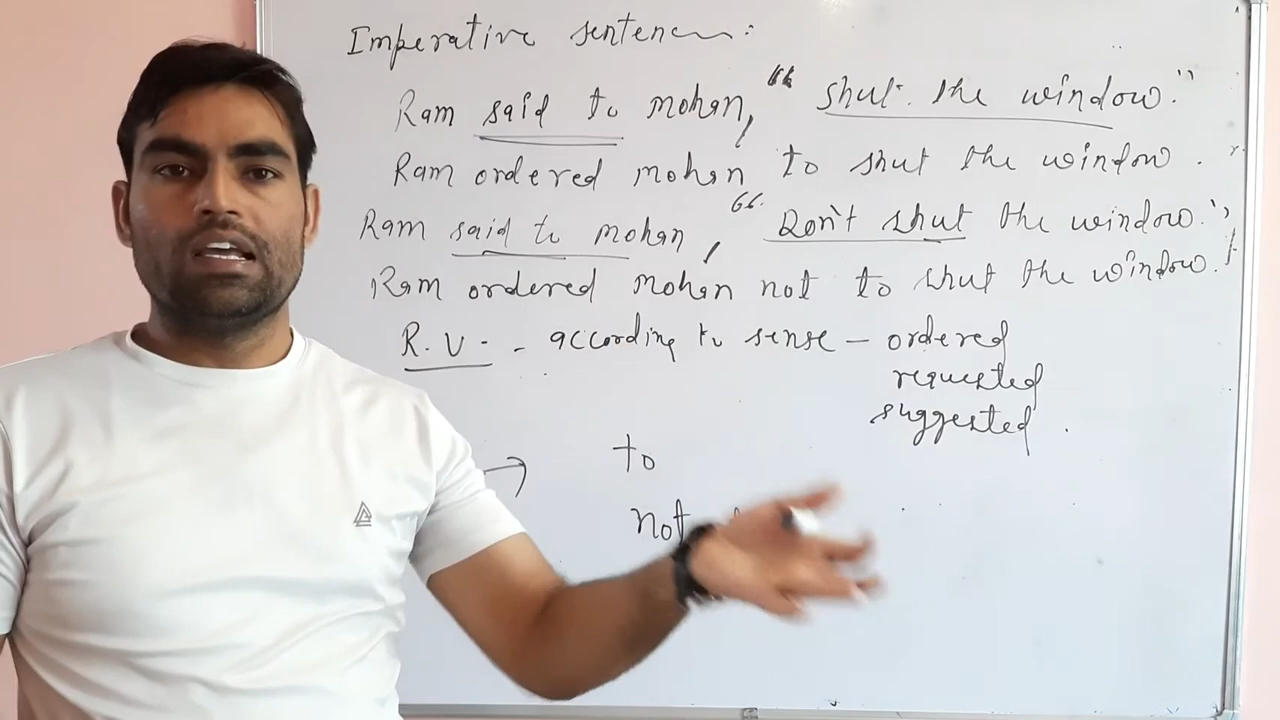 Imperative sentence :
Ram said to mohan, "shut the window."
Ram ordered mohan to shut the window.
Ram said to mohan, "Don't shut the window."
Ram ordered mohan not to shut the window.
R.V. - according to sense - ordered
requested
suggested.
→ to
not